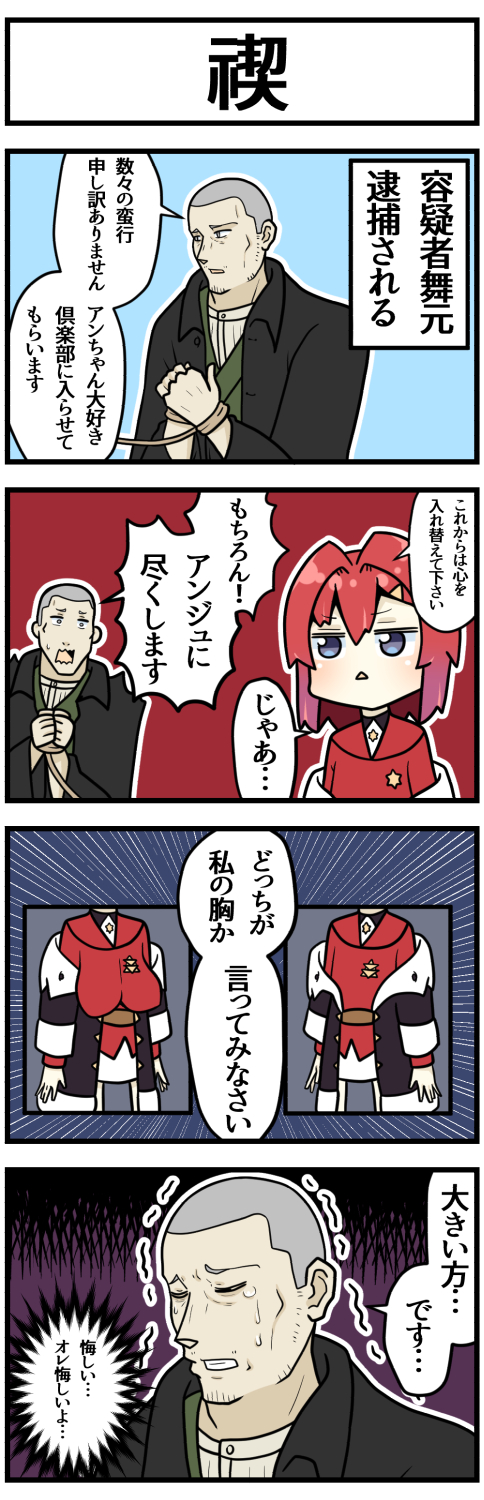 禊
容疑者舞元
逮捕される
数々の蛮行
申し訳ありません
アンちゃん大好き
倶楽部に入らせて
もらいます
これからは心を
入れ替えて下さい
もちろん！
アンジュに
尽くします
じゃあ…
どっちが
私の胸か
言ってみなさい
大きい方…
です…
悔しい…
オレ悔しいよ…